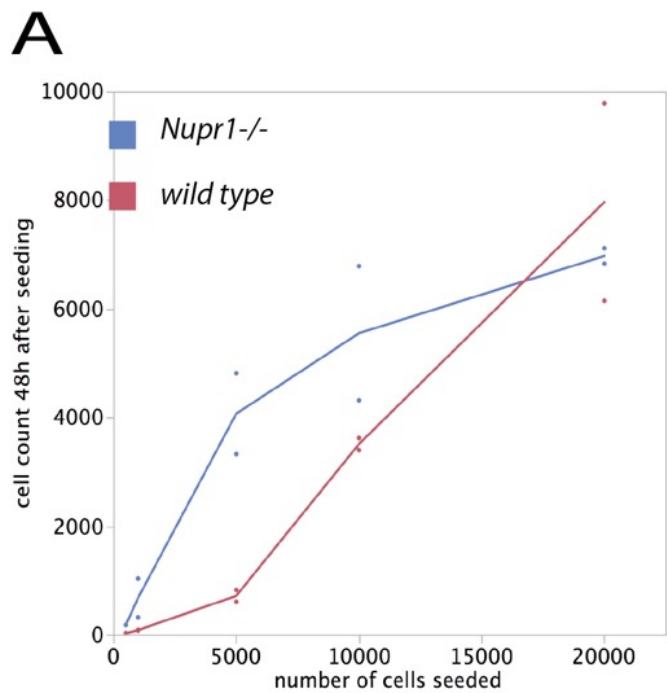 A
10000
8000
6000
4000
2000
0
Nupr1-/-
wild type
cell count 48h after seeding
0 5000 10000 15000 20000
number of cells seeded